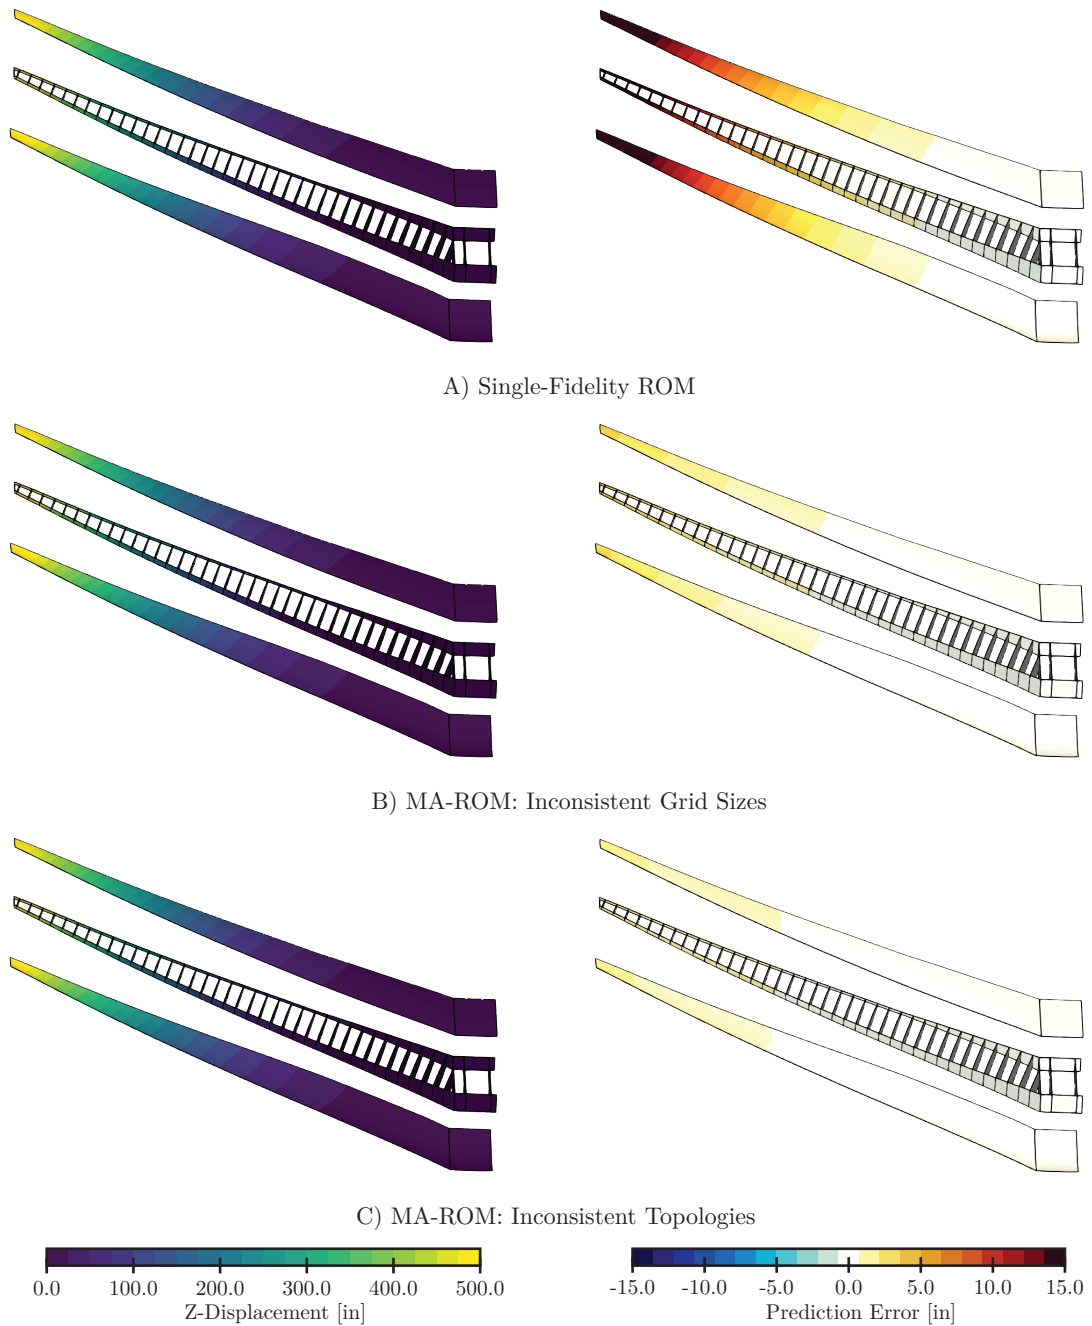 A) Single-Fidelity ROM
B) MA-ROM: Inconsistent Grid Sizes
C) MA-ROM: Inconsistent Topologies
0.0 100.0 200.0 300.0 400.0 500.0
Z-Displacement [in]
-15.0 -10.0 -5.0 0.0 5.0 10.0 15.0
Prediction Error [in]